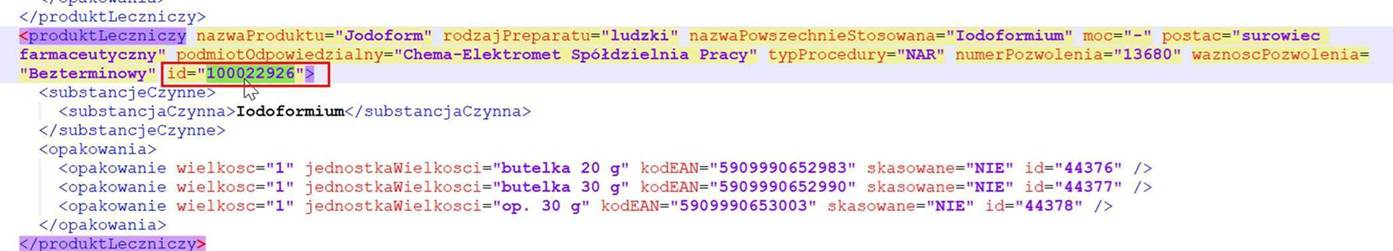 </produktLeczniczy>
<produktLeczniczy nazwaProduktu="Jodoform" rodzajPreparatu="ludzki" nazwaPowszechnieStosowana="Iodoformium" moc="-" postac="surowiec
farmaceutyczny" podmiotOdpowiedzialny="Chema-Elektromet Spółdzielnia Pracy" typProcedury="NAR" numerPozwolenia="13680" waznoscPozwolenia=
"Bezterminowy" id="100022926">
<substancjeCzynne>
<substancjaCzynna>Iodoformium</substancjaCzynna>
</substancjeCzynne>
<opakowania>
<opakowanie wielkosc="1" jednostkaWielkosci="butelka 20 g" kodEAN="5909990652983" skasowane="NIE" id="44376" />
<opakowanie wielkosc="1" jednostkaWielkosci="butelka 30 g" kodEAN="5909990652990" skasowane="NIE" id="44377" />
<opakowanie wielkosc="1" jednostkaWielkosci="op. 30 g" kodEAN="5909990653003" skasowane="NIE" id="44378" />
</opakowania>
</produktLeczniczy>